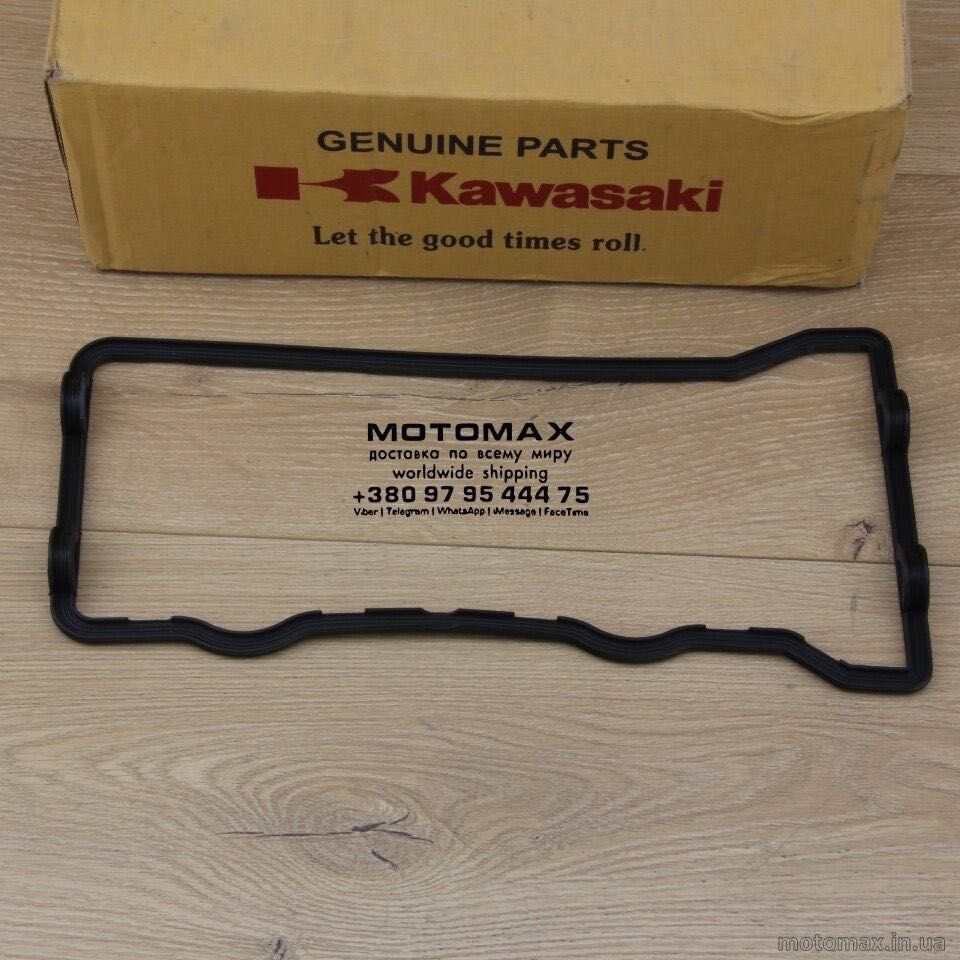 GENUINE PARTS
Kawasaki
Let the good times roll.
MOTOMAX
доставка по всему миру
worldwide shipping
+380 97 95 444 75
Viber | Telegram | WhatsApp | iMessage | FaceTime
motomax.in.ua